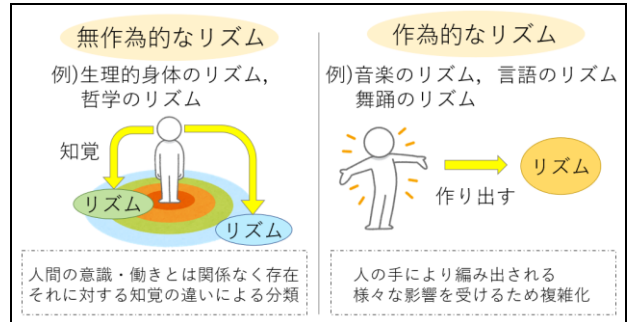 無作為的なリズム
例)生理的身体のリズム，
哲学のリズム
知覚
リズム
リズム
人間の意識・働きとは関係なく存在
それに対する知覚の違いによる分類
作為的なリズム
例)音楽のリズム，言語のリズム
舞踊のリズム
リズム
作り出す
人の手により編み出される
様々な影響を受けるため複雑化